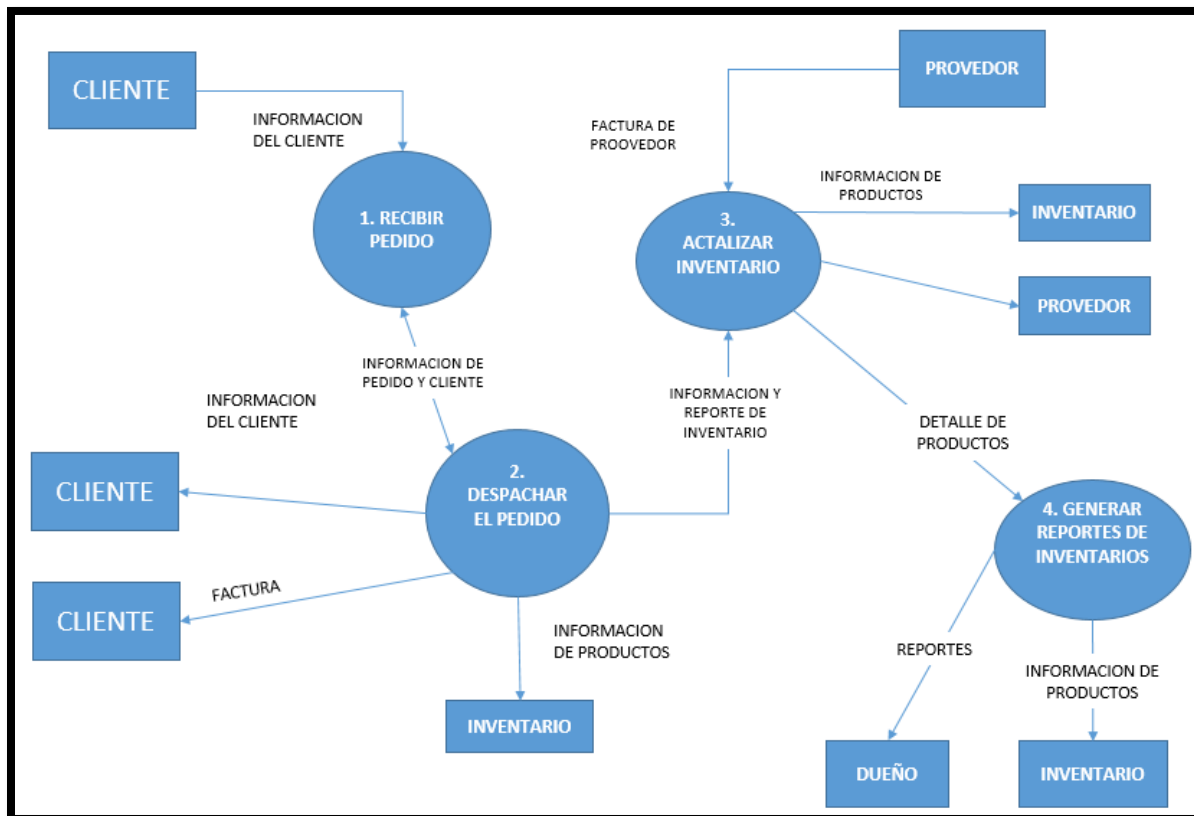 CLIENTE
INFORMACION
DEL CLIENTE
1. RECIBIR
PEDIDO
PROVEDOR
FACTURA DE
PROOVEDOR
3.
ACTALIZAR
INVENTARIO
INFORMACION DE
PRODUCTOS
INVENTARIO
PROVEDOR
INFORMACION DE
PEDIDO Y CLIENTE
INFORMACION
DEL CLIENTE
INFORMACION Y
REPORTE DE
INVENTARIO
DETALLE DE
PRODUCTOS
CLIENTE
2.
DESPACHAR
EL PEDIDO
4. GENERAR
REPORTES DE
INVENTARIOS
CLIENTE
FACTURA
INFORMACION
DE PRODUCTOS
INVENTARIO
REPORTES
INFORMACION DE
PRODUCTOS
DUEÑO
INVENTARIO